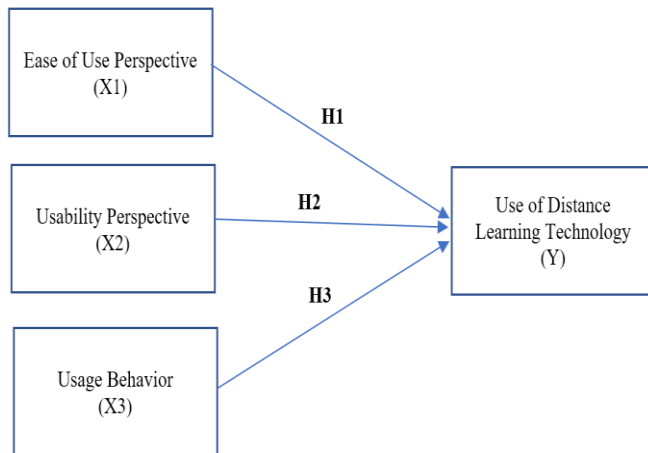 Ease of Use Perspective
(X1)
H1
Usability Perspective
(X2)
H2
Use of Distance
Learning Technology
(Y)
H3
Usage Behavior
(X3)